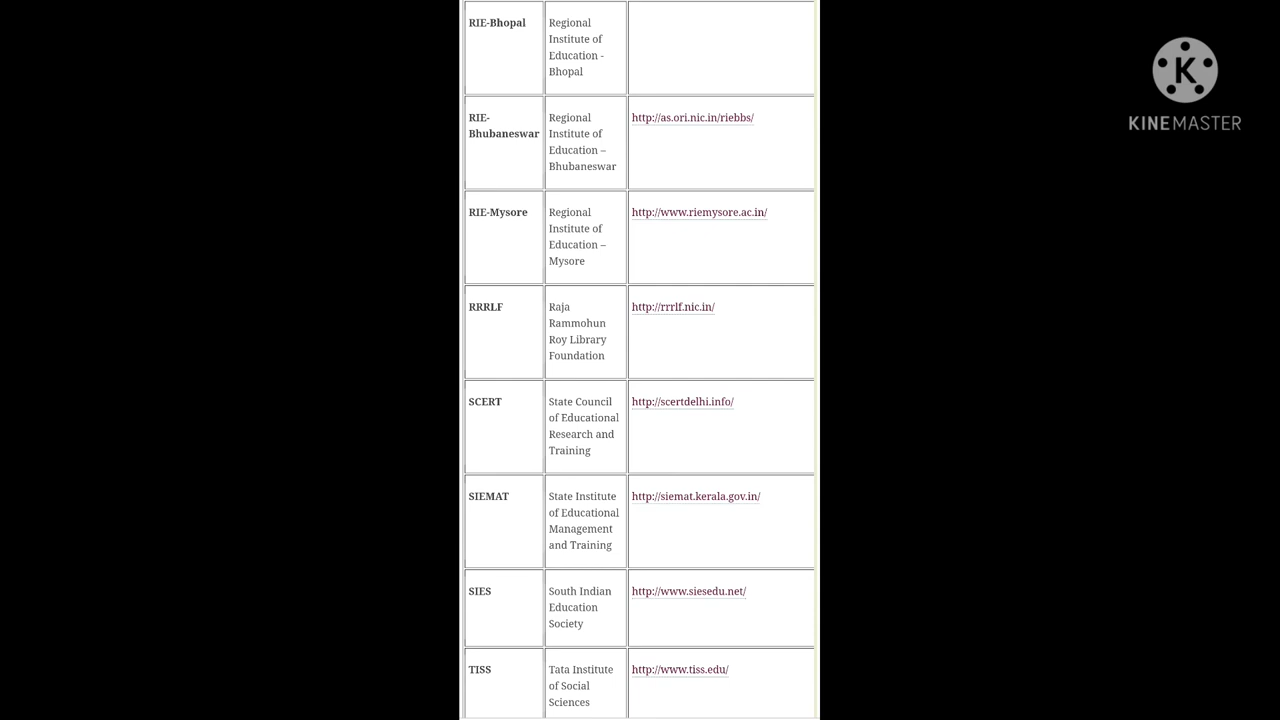 RIE-Bhopal
Regional
Institute of
Education -
Bhopal
RIE-
Bhubaneswar
Regional
Institute of
Education –
Bhubaneswar
http://as.ori.nic.in/riebbs/
RIE-Mysore
Regional
Institute of
Education –
Mysore
http://www.riemysore.ac.in/
RRRLF
Raja
Rammohun
Roy Library
Foundation
http://rrrlf.nic.in/
SCERT
State Council
of Educational
Research and
Training
http://scertdelhi.info/
SIEMAT
State Institute
of Educational
Management
and Training
http://siemat.kerala.gov.in/
SIES
South Indian
Education
Society
http://www.siesedu.net/
TISS
Tata Institute
of Social
Sciences
http://www.tiss.edu/
K
KINEMASTER